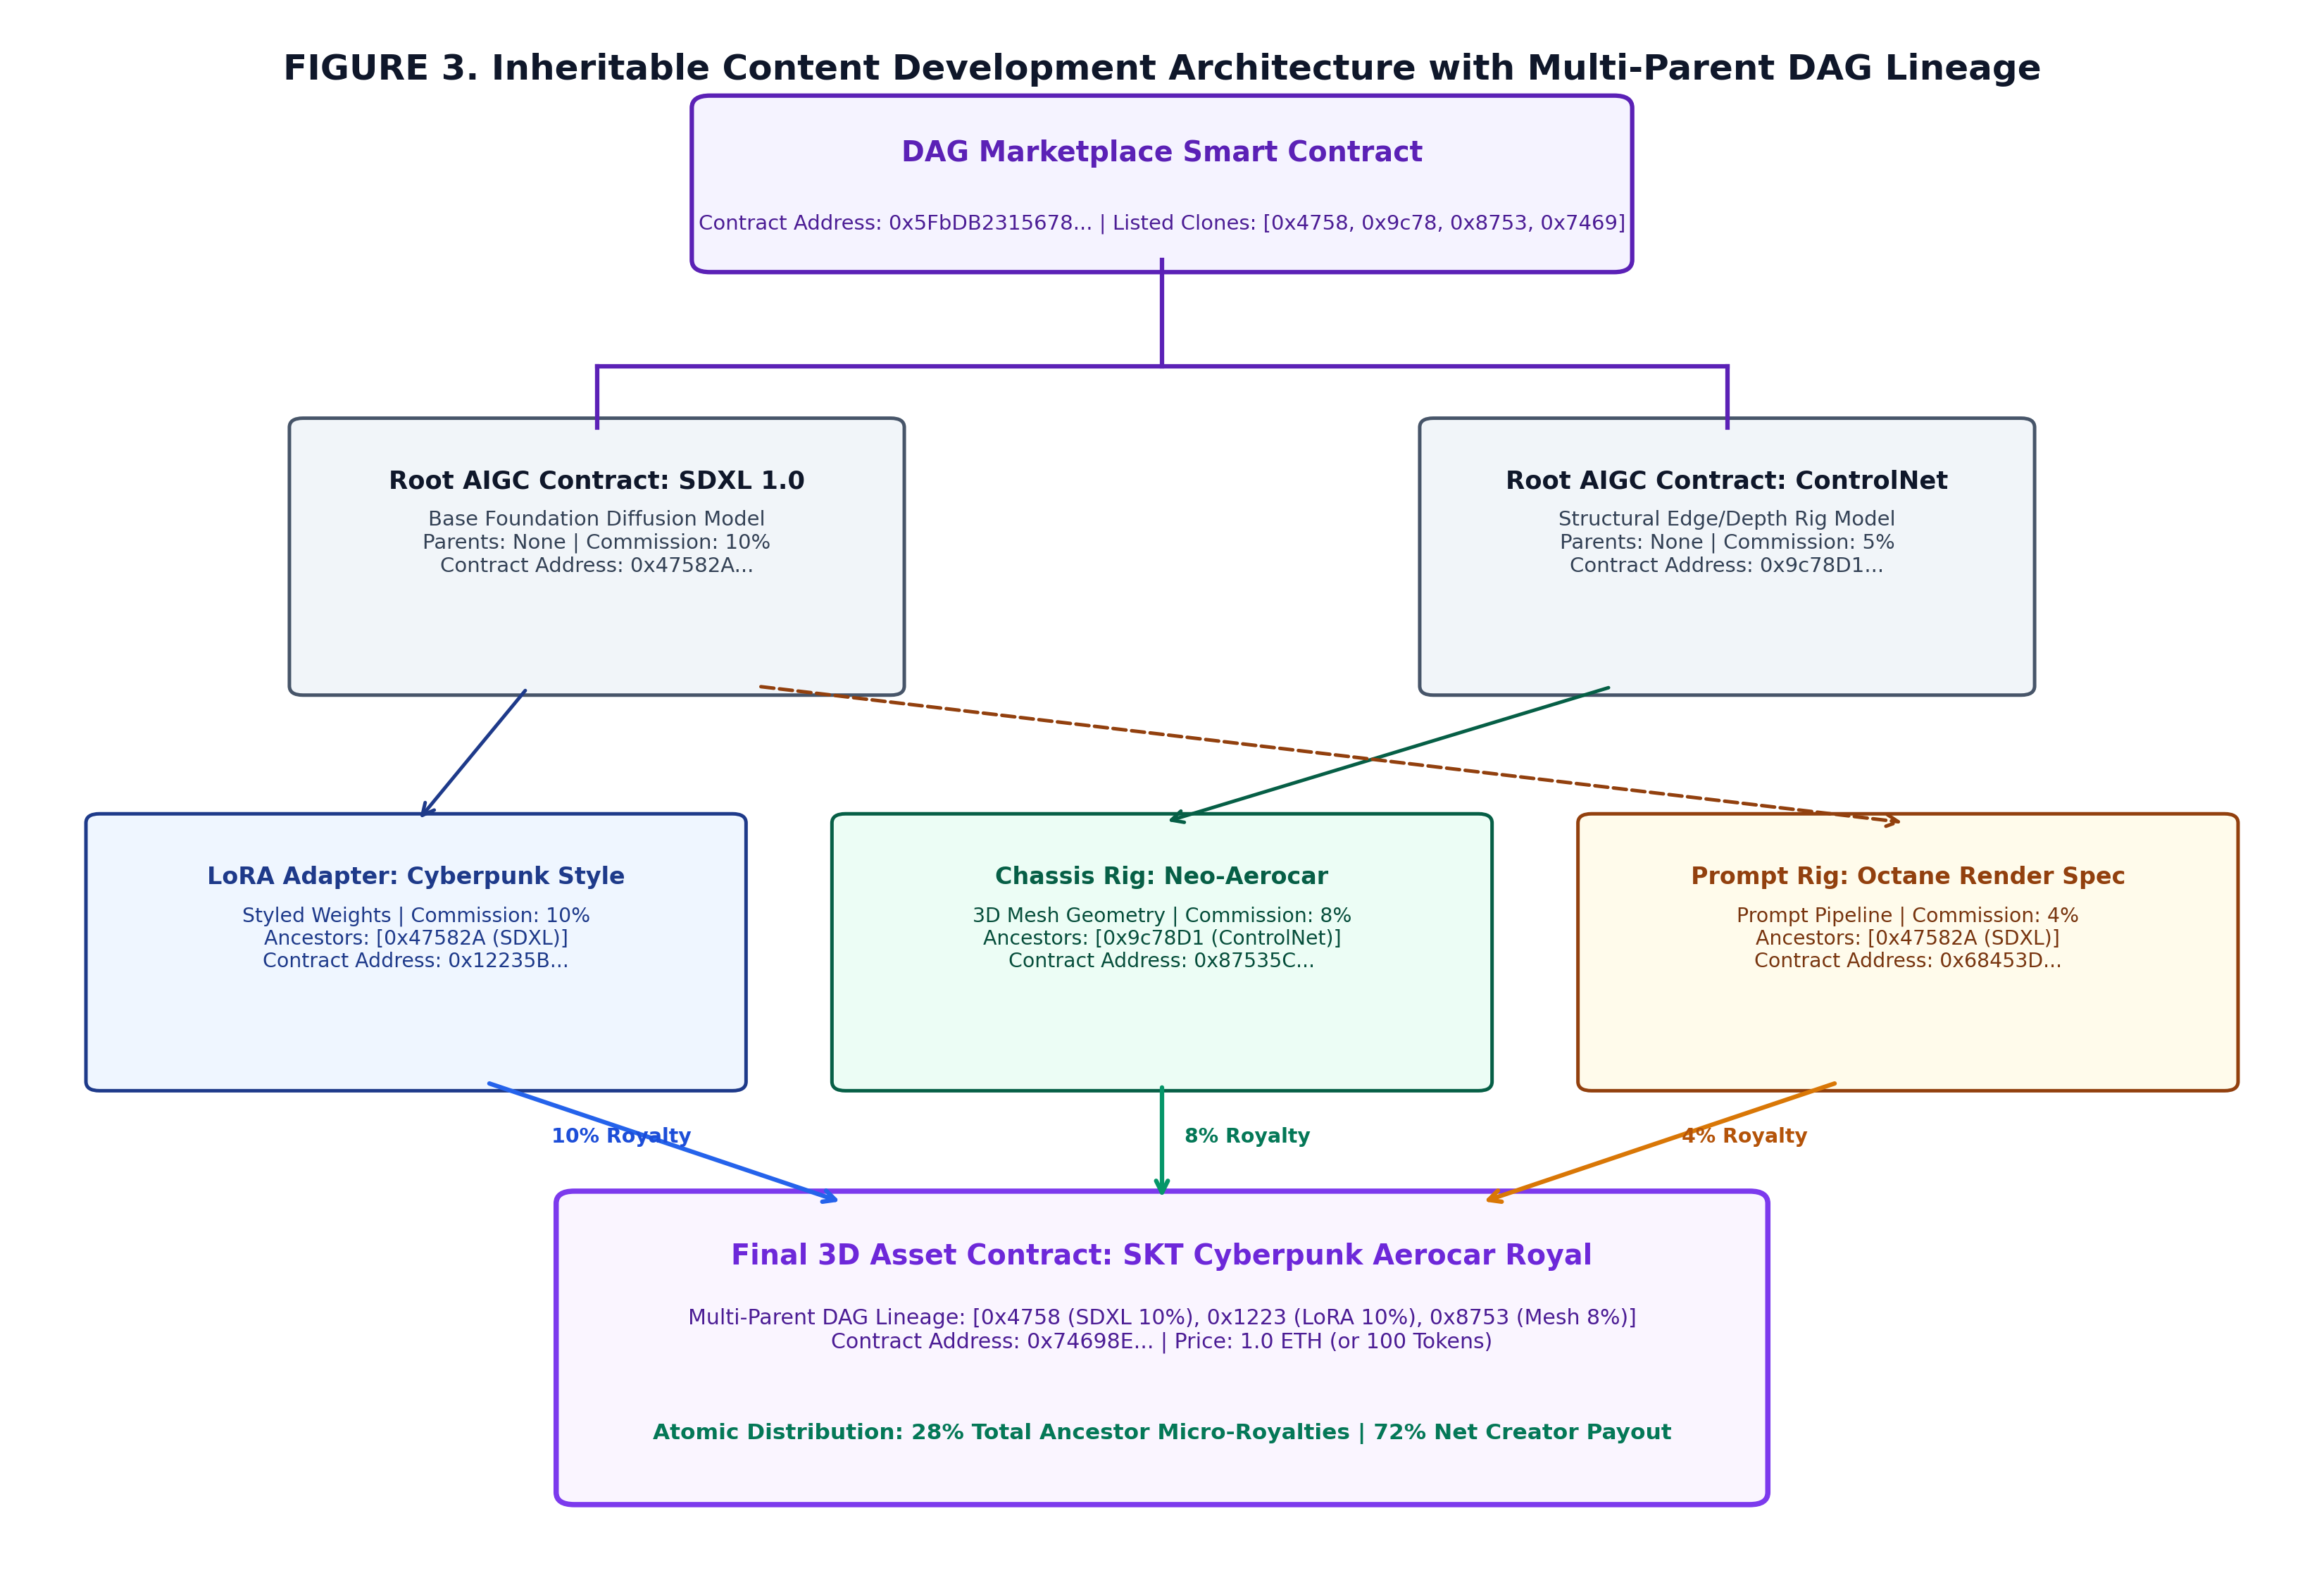 FIGURE 3. Inheritable Content Development Architecture with Multi-Parent DAG Lineage
DAG Marketplace Smart Contract
Contract Address: 0x5FbDB2315678... | Listed Clones: [0x4758, 0x9c78, 0x8753, 0x7469]
Root AIGC Contract: SDXL 1.0
Base Foundation Diffusion Model
Parents: None | Commission: 10%
Contract Address: 0x47582A...
Root AIGC Contract: ControlNet
Structural Edge/Depth Rig Model
Parents: None | Commission: 5%
Contract Address: 0x9c78D1...
LoRA Adapter: Cyberpunk Style
Styled Weights | Commission: 10%
Ancestors: [0x47582A (SDXL)]
Contract Address: 0x12235B...
Chassis Rig: Neo-Aerocar
3D Mesh Geometry | Commission: 8%
Ancestors: [0x9c78D1 (ControlNet)]
Contract Address: 0x87535C...
Prompt Rig: Octane Render Spec
Prompt Pipeline | Commission: 4%
Ancestors: [0x47582A (SDXL)]
Contract Address: 0x68453D...
10% Royalty
8% Royalty
4% Royalty
Final 3D Asset Contract: SKT Cyberpunk Aerocar Royal
Multi-Parent DAG Lineage: [0x4758 (SDXL 10%), 0x1223 (LoRA 10%), 0x8753 (Mesh 8%)]
Contract Address: 0x74698E... | Price: 1.0 ETH (or 100 Tokens)
Atomic Distribution: 28% Total Ancestor Micro-Royalties | 72% Net Creator Payout